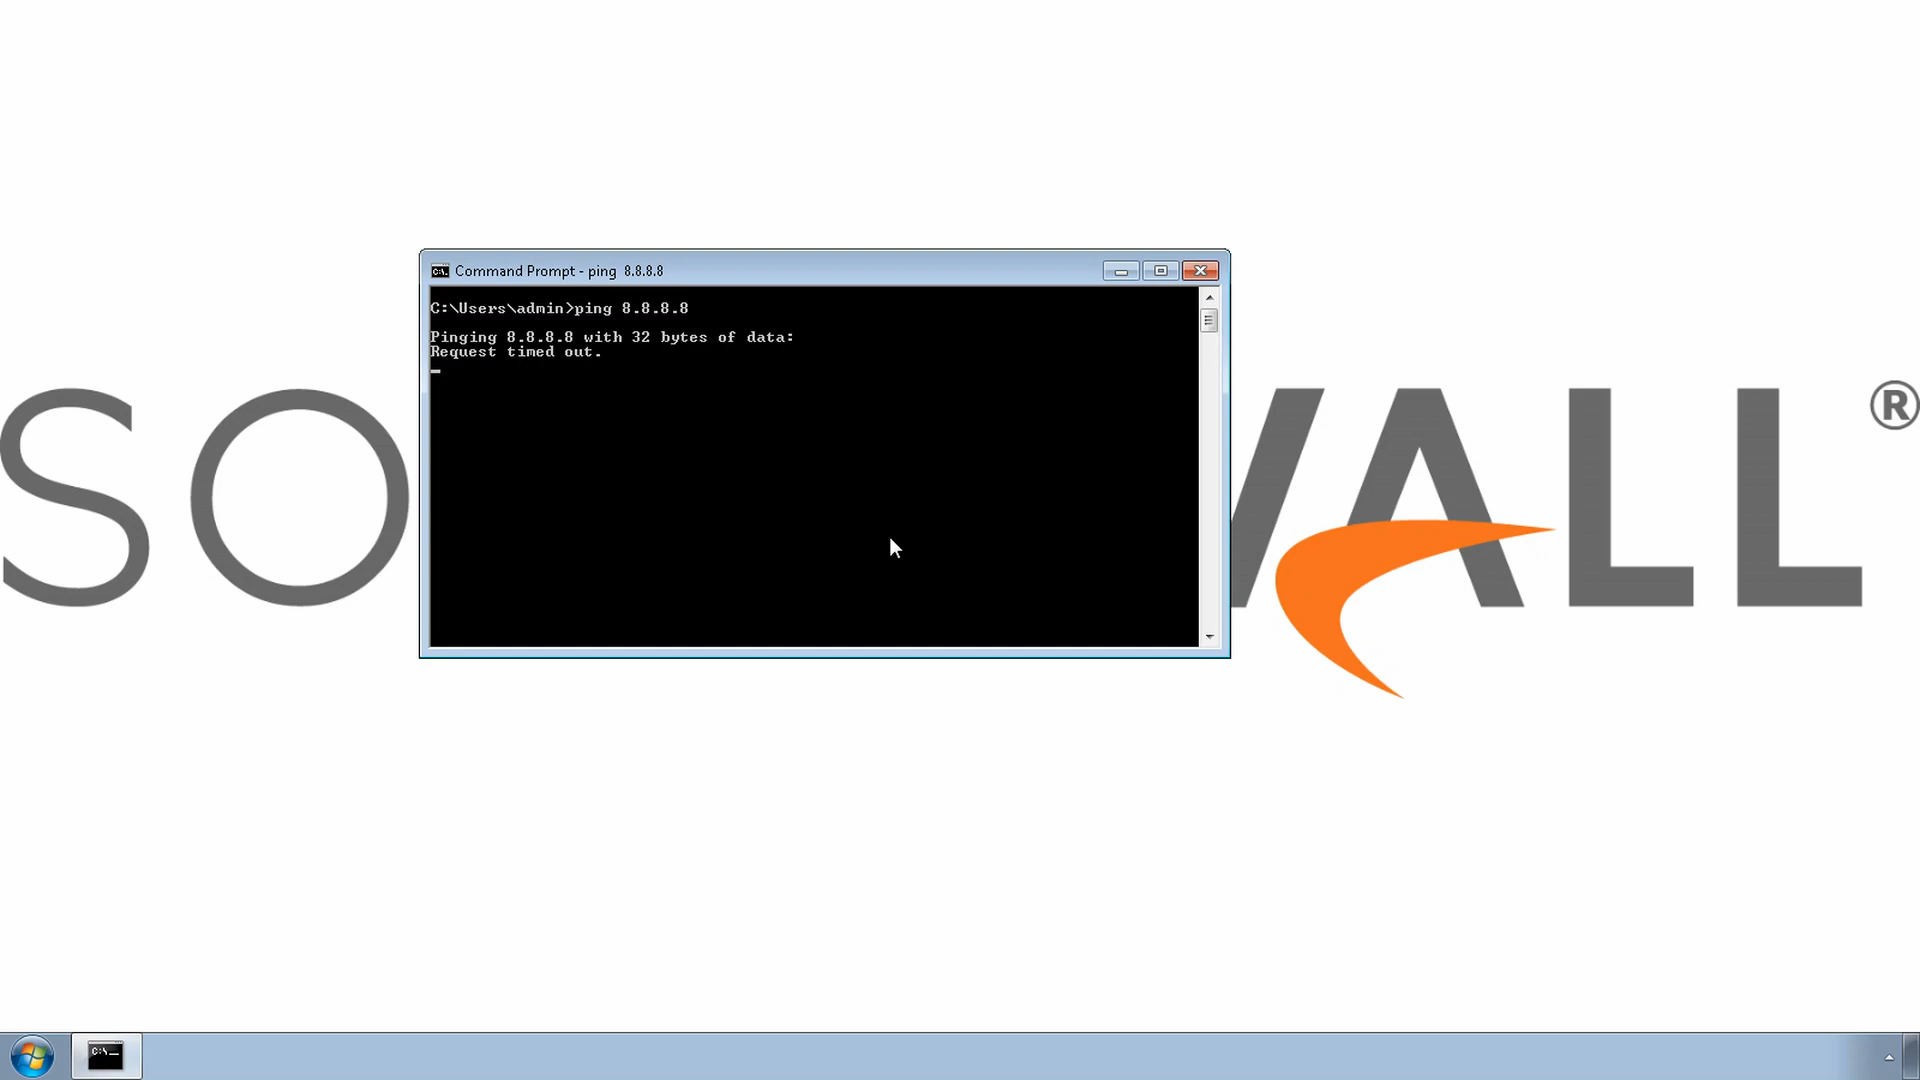 Command Prompt - ping 8.8.8.8
C:\Users\admin>ping 8.8.8.8
Pinging 8.8.8.8 with 32 bytes of data:
Request timed out.
SO WALL®
C:\_